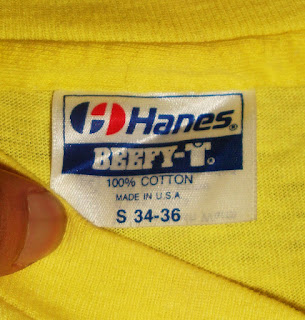 Hanes®
BEEFY-T®
100% COTTON
MADE IN U.S.A
S 34-36